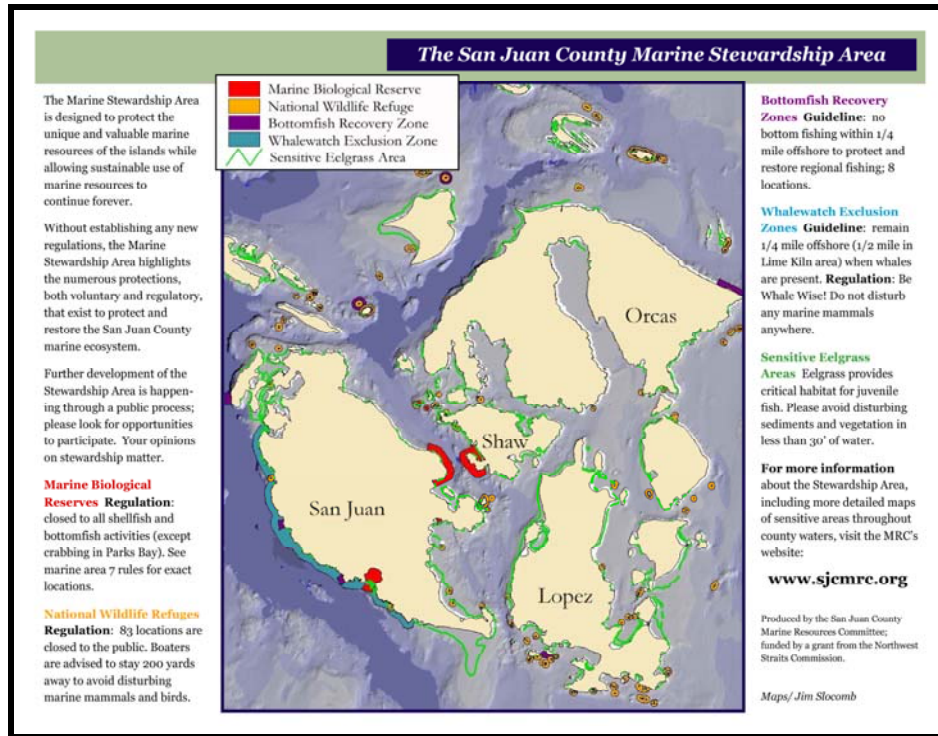 The San Juan County Marine Stewardship Area
The Marine Stewardship Area
is designed to protect the
unique and valuable marine
resources of the islands while
allowing sustainable use of
marine resources to
continue forever.
Without establishing any new
regulations, the Marine
Stewardship Area highlights
the numerous protections,
both voluntary and regulatory,
that exist to protect and
restore the San Juan County
marine ecosystem.
Further development of the
Stewardship Area is happen-
ing through a public process;
please look for opportunities
to participate. Your opinions
on stewardship matter.
Marine Biological
Reserves Regulation:
closed to all shellfish and
bottomfish activities (except
crabbing in Parks Bay). See
marine area 7 rules for exact
locations.
National Wildlife Refuges
Regulation: 83 locations are
closed to the public. Boaters
are advised to stay 200 yards
away to avoid disturbing
marine mammals and birds.
Marine Biological Reserve
National Wildlife Refuge
Bottomfish Recovery Zone
Whalewatch Exclusion Zone
Sensitive Eelgrass Area
Orcas
Shaw
San Juan
Lopez
Bottomfish Recovery
Zones Guideline: no
bottom fishing within 1/4
mile offshore to protect and
restore regional fishing; 8
locations.
Whalewatch Exclusion
Zones Guideline: remain
1/4 mile offshore (1/2 mile in
Lime Kiln area) when whales
are present. Regulation: Be
Whale Wise! Do not disturb
any marine mammals
anywhere.
Sensitive Eelgrass
Areas Eelgrass provides
critical habitat for juvenile
fish. Please avoid disturbing
sediments and vegetation in
less than 30' of water.
For more information
about the Stewardship Area,
including more detailed maps
of sensitive areas throughout
county waters, visit the MRC's
website:
www.sjcmrc.org
Produced by the San Juan County
Marine Resources Committee;
funded by a grant from the Northwest
Straits Commission.
Maps/ Jim Slocomb